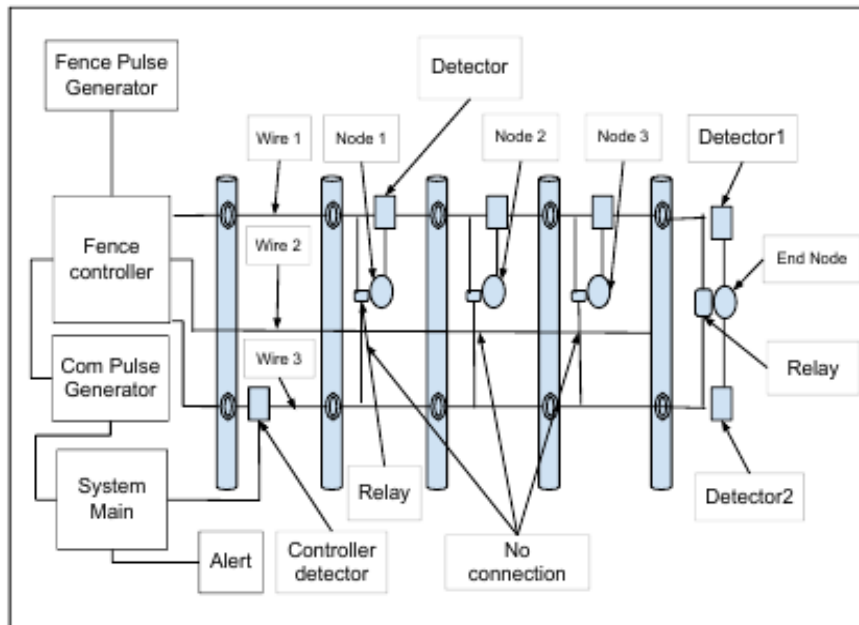 Fence Pulse
Generator
Detector
Wire 1
Node 1
Node 2
Node 3
Detector1
Fence
controller
Wire 2
End Node
Com Pulse
Generator
Wire 3
Relay
System
Main
Relay
Detector2
Alert
Controller
detector
No
connection